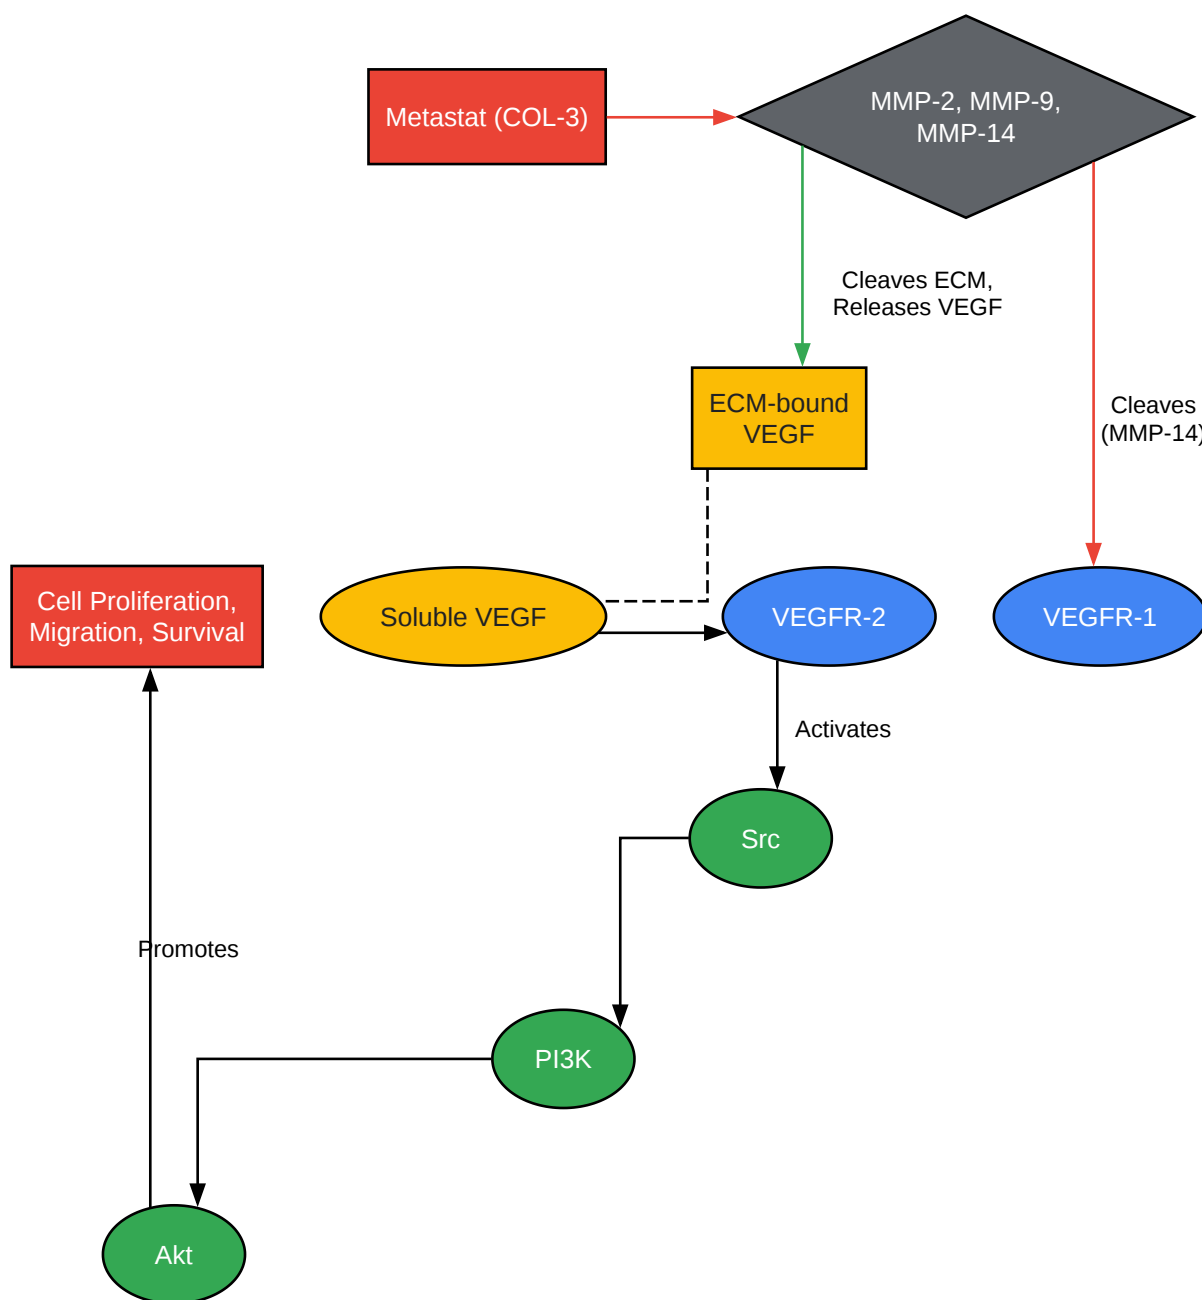 Metastat (COL-3)
MMP-2, MMP-9,
MMP-14
Cleaves ECM,
Releases VEGF
ECM-bound
VEGF
Cleaves
(MMP-14)
Cell Proliferation,
Migration, Survival
Soluble VEGF
VEGFR-2
VEGFR-1
Activates
Src
Promotes
PI3K
Akt